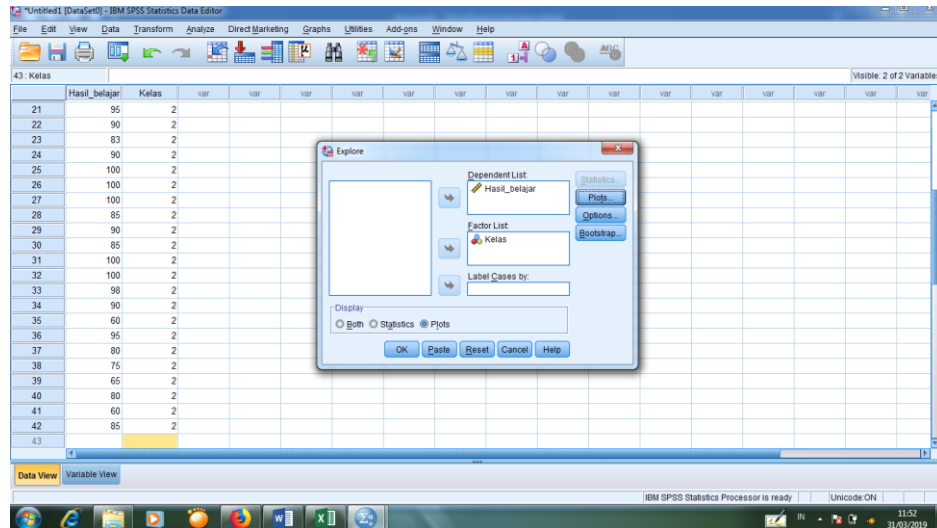 *Untitled1 [DataSet0] - IBM SPSS Statistics Data Editor
File Edit View Data Transform Analyze Direct Marketing Graphs Utilities Add-ons Window Help
43 : Kelas
Visible: 2 of 2 Variable
Hasil_belajar Kelas var var var var var var var var var var var var var
21 95 2
22 90 2
23 83 2
24 90 2
25 100 2
26 100 2
27 100 2
28 85 2
29 90 2
30 85 2
31 100 2
32 100 2
33 98 2
34 90 2
35 60 2
36 95 2
37 80 2
38 75 2
39 65 2
40 80 2
41 60 2
42 85 2
43
Explore
Dependent List:
Hasil_belajar
Factor List:
Kelas
Label Cases by:
Statistics...
Plots...
Options...
Bootstrap...
Display
Both Statistics Plots
OK Paste Reset Cancel Help
Data View Variable View
IBM SPSS Statistics Processor is ready Unicode:ON
IN 11:52
31/03/2019